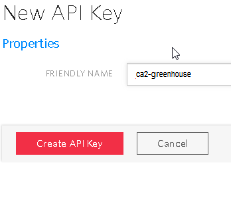 New API Key
Properties
FRIENDLY NAME
ca2-greenhouse
Create API Key
Cancel